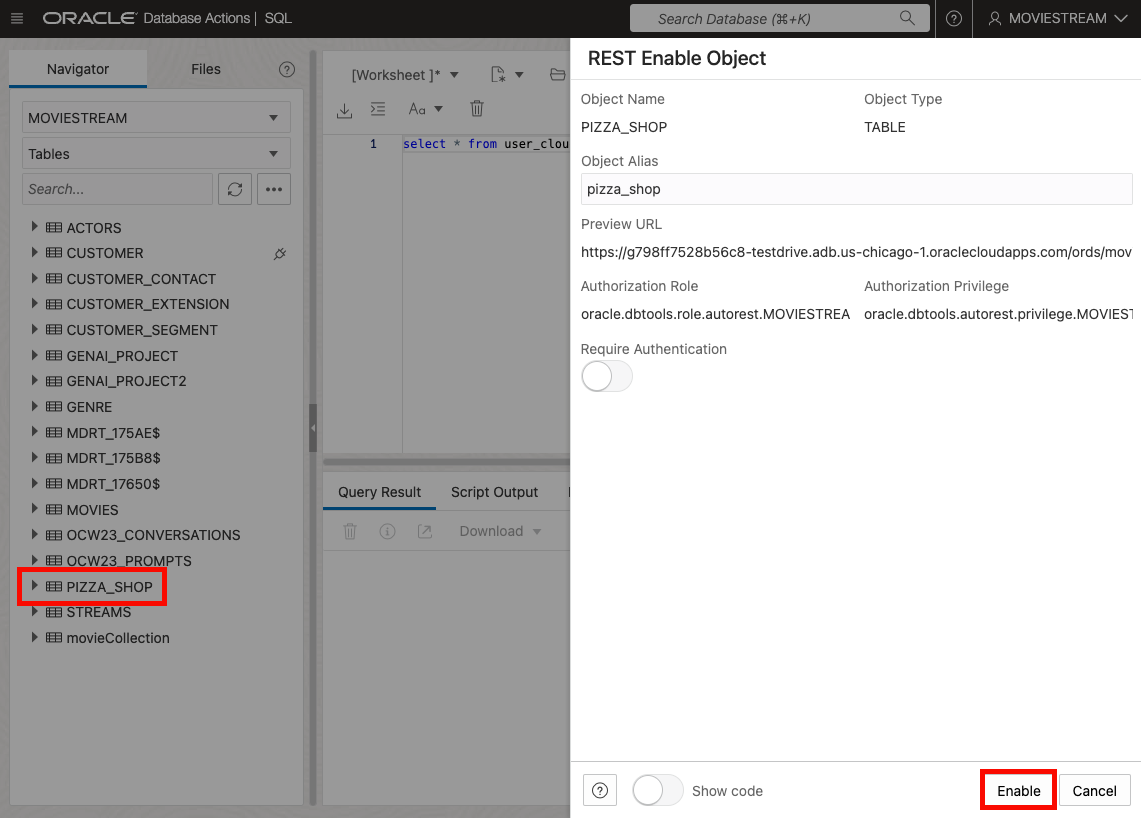 ORACLE Database Actions | SQL
Search Database (⌘+K)
MOVIESTREAM
Navigator
Files
MOVIESTREAM
Tables
Search...
ACTORS
CUSTOMER
CUSTOMER_CONTACT
CUSTOMER_EXTENSION
CUSTOMER_SEGMENT
GENAI_PROJECT
GENAI_PROJECT2
GENRE
MDRT_175AE$
MDRT_175B8$
MDRT_17650$
MOVIES
OCW23_CONVERSATIONS
OCW23_PROMPTS
PIZZA_SHOP
STREAMS
movieCollection
[Worksheet ]*
Aa
1 select * from user_clou
Query Result
Script Output
Download
REST Enable Object
Object Name
Object Type
PIZZA_SHOP
TABLE
Object Alias
pizza_shop
Preview URL
https://g798ff7528b56c8-testdrive.adb.us-chicago-1.oraclecloudapps.com/ords/mov
Authorization Role
Authorization Privilege
oracle.dbtools.role.autorest.MOVIESTREA
oracle.dbtools.autorest.privilege.MOVIEST
Require Authentication
Show code
Enable
Cancel